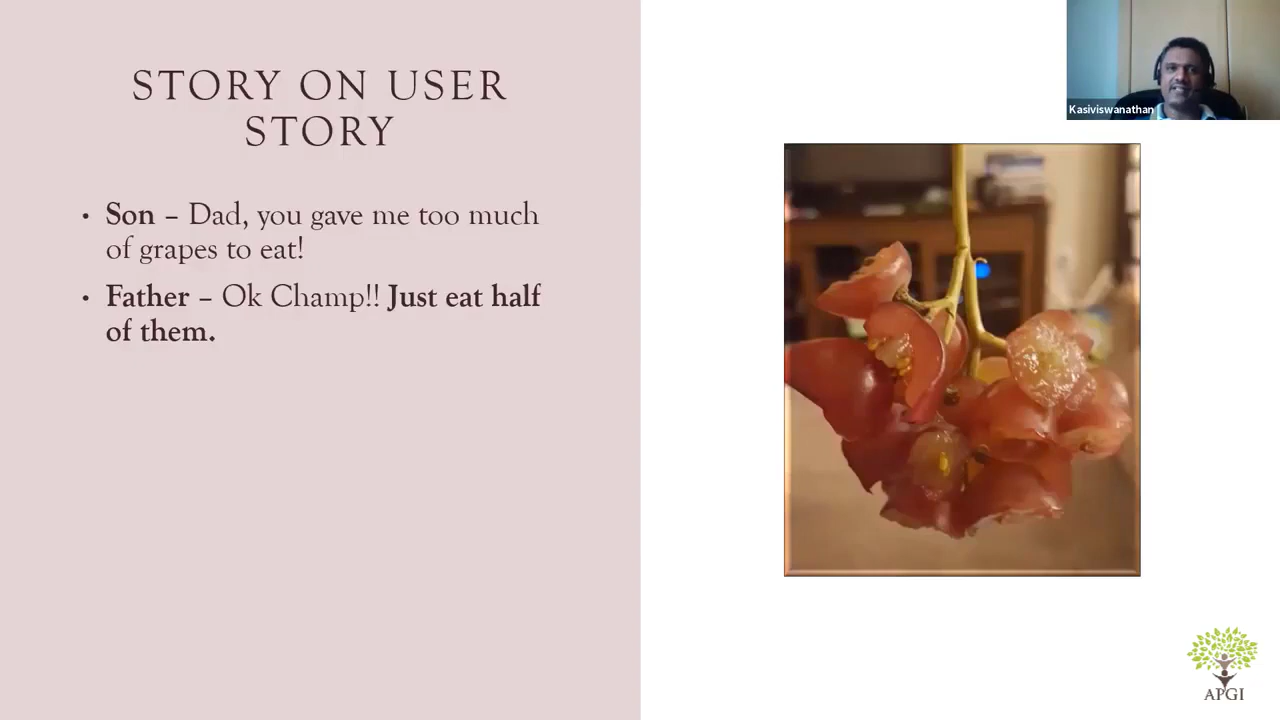 STORY ON USER
STORY
• Son – Dad, you gave me too much
of grapes to eat!
• Father – Ok Champ!! Just eat half
of them.
Kasiviswanathan
APGI